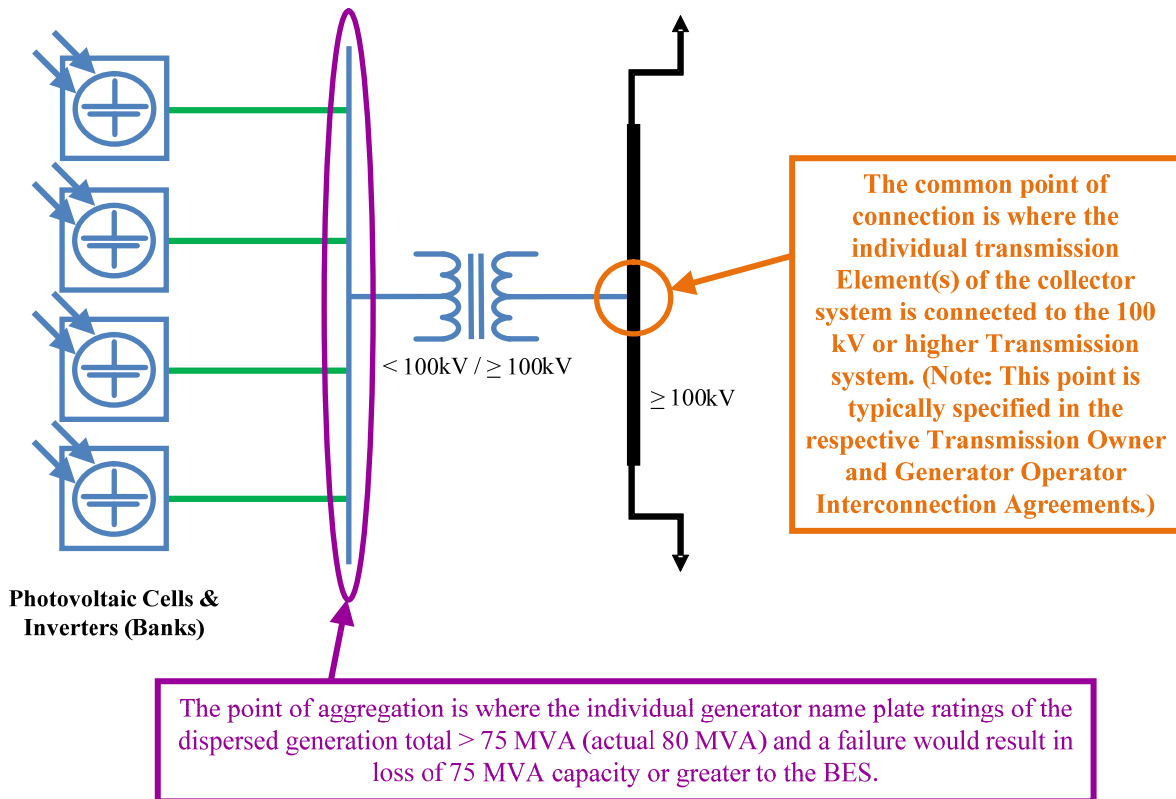 The common point of
connection is where the
individual transmission
Element(s) of the collector
system is connected to the 100
kV or higher Transmission
system. (Note: This point is
typically specified in the
respective Transmission Owner
and Generator Operator
Interconnection Agreements.)
< 100kV / ≥ 100kV
≥ 100kV
Photovoltaic Cells &
Inverters (Banks)
The point of aggregation is where the individual generator name plate ratings of the
dispersed generation total > 75 MVA (actual 80 MVA) and a failure would result in
loss of 75 MVA capacity or greater to the BES.